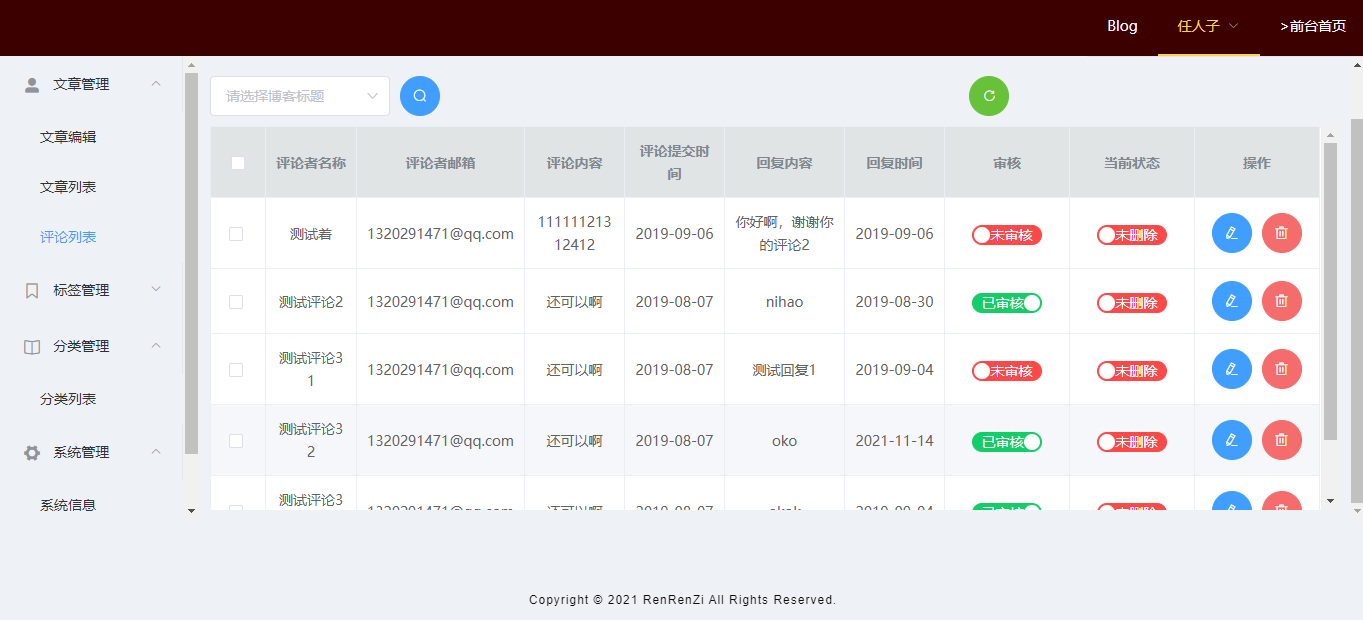 Blog
任人子
>前台首页
文章管理
文章编辑
文章列表
评论列表
标签管理
分类管理
分类列表
系统管理
系统信息
请选择博客标题
评论者名称
评论者邮箱
评论内容
评论提交时
间
回复内容
回复时间
审核
当前状态
操作
测试着
1320291471@qq.com
111111213
12412
2019-09-06
你好啊，谢谢你
的评论2
2019-09-06
未审核
未删除
测试评论2
1320291471@qq.com
还可以啊
2019-08-07
nihao
2019-08-30
已审核
未删除
测试评论3
1
1320291471@qq.com
还可以啊
2019-08-07
测试回复1
2019-09-04
未审核
未删除
测试评论3
2
1320291471@qq.com
还可以啊
2019-08-07
oko
2021-11-14
已审核
未删除
测试评论3
Copyright © 2021 RenRenZi All Rights Reserved.